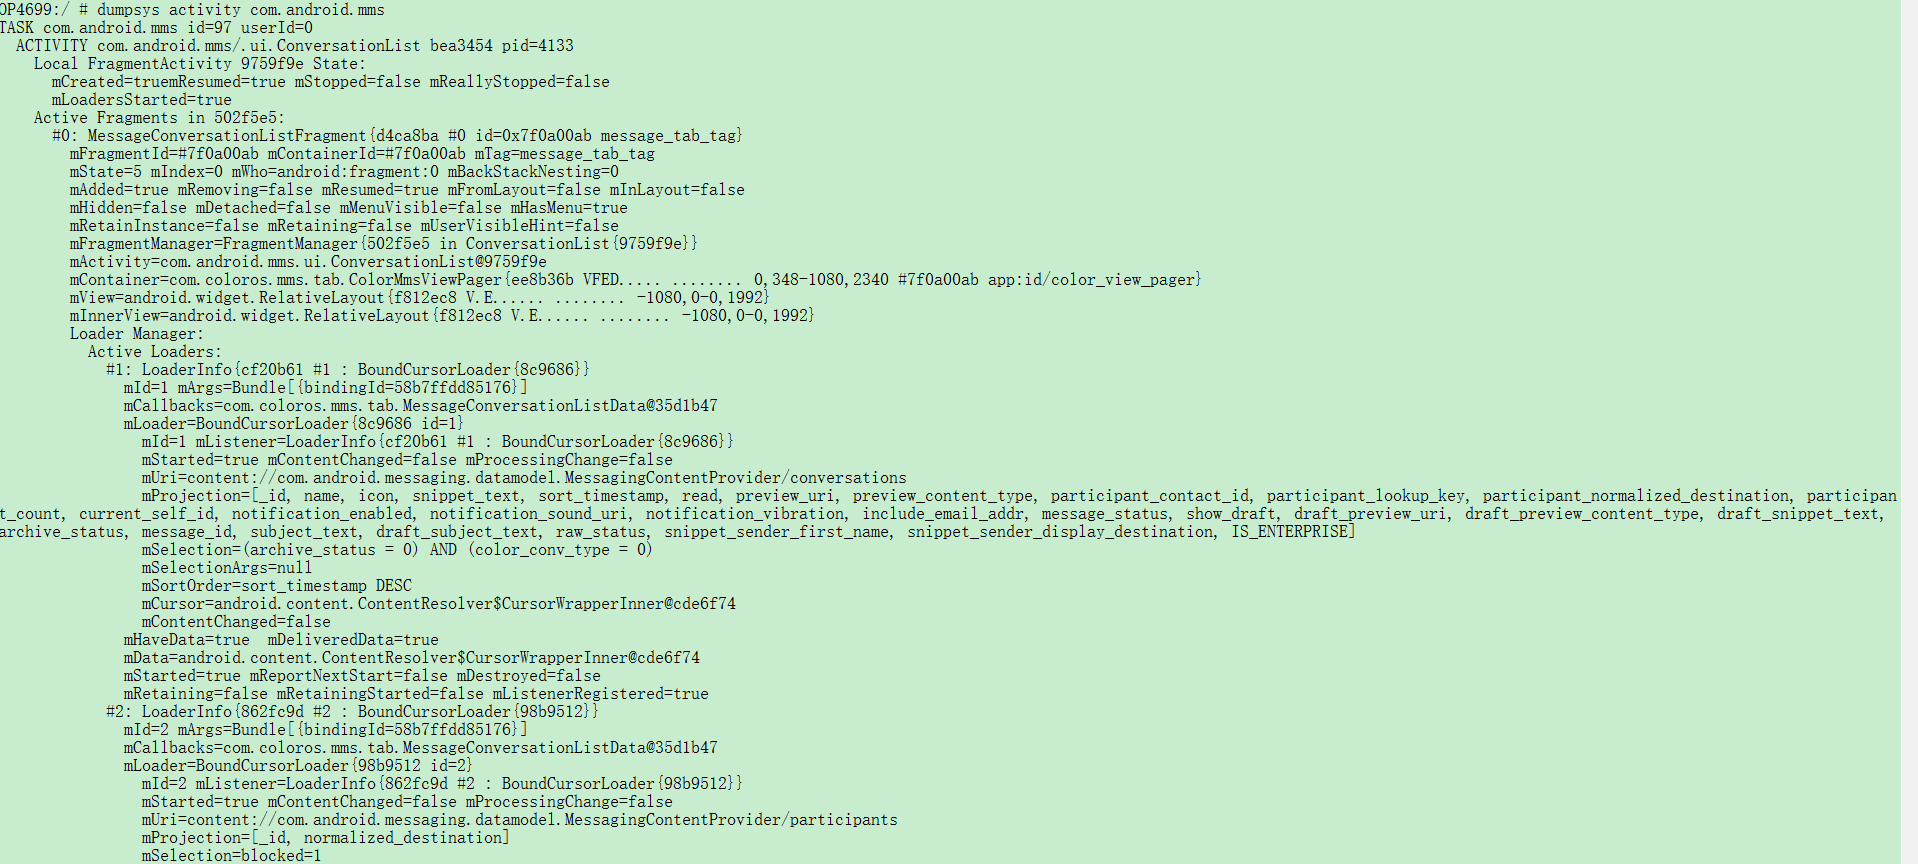 OP4699:/ # dumpsys activity com.android.mms
TASK com.android.mms id=97 userId=0
ACTIVITY com.android.mms/.ui.ConversationList bea3454 pid=4133
Local FragmentActivity 9759f9e State:
mCreated=truemResumed=true mStopped=false mReallyStopped=false
mLoadersStarted=true
Active Fragments in 502f5e5:
#0: MessageConversationListFragment{d4ca8ba #0 id=0x7f0a00ab message_tab_tag}
mFragmentId=#7f0a00ab mContainerId=#7f0a00ab mTag=message_tab_tag
mState=5 mIndex=0 mWho=android:fragment:0 mBackStackNesting=0
mAdded=true mRemoving=false mResumed=true mFromLayout=false mInLayout=false
mHidden=false mDetached=false mMenuVisible=false mHasMenu=true
mRetainInstance=false mRetaining=false mUserVisibleHint=false
mFragmentManager=FragmentManager{502f5e5 in ConversationList{9759f9e}}
mActivity=com.android.mms.ui.ConversationList@9759f9e
mContainer=com.coloros.mms.tab.ColorMmsViewPager{ee8b36b VFED..... ........ 0,348-1080,2340 #7f0a00ab app:id/color_view_pager}
mView=android.widget.RelativeLayout{f812ec8 V.E...... ........ -1080,0-0,1992}
mInnerView=android.widget.RelativeLayout{f812ec8 V.E...... ........ -1080,0-0,1992}
Loader Manager:
Active Loaders:
#1: LoaderInfo{cf20b61 #1 : BoundCursorLoader{8c9686}}
mId=1 mArgs=Bundle[{bindingId=58b7ffdd85176}]
mCallbacks=com.coloros.mms.tab.MessageConversationListData@35d1b47
mLoader=BoundCursorLoader{8c9686 id=1}
mId=1 mListener=LoaderInfo{cf20b61 #1 : BoundCursorLoader{8c9686}}
mStarted=true mContentChanged=false mProcessingChange=false
mUri=content://com.android.messaging.datamodel.MessagingContentProvider/conversations
mProjection=[_id, name, icon, snippet_text, sort_timestamp, read, preview_uri, preview_content_type, participant_contact_id, participant_lookup_key, participant_normalized_destination, participan
t_count, current_self_id, notification_enabled, notification_sound_uri, notification_vibration, include_email_addr, message_status, show_draft, draft_preview_uri, draft_preview_content_type, draft_snippet_text,
archive_status, message_id, subject_text, draft_subject_text, raw_status, snippet_sender_first_name, snippet_sender_display_destination, IS_ENTERPRISE]
mSelection=(archive_status = 0) AND (color_conv_type = 0)
mSelectionArgs=null
mSortOrder=sort_timestamp DESC
mCursor=android.content.ContentResolver$CursorWrapperInner@cde6f74
mContentChanged=false
mHaveData=true  mDeliveredData=true
mData=android.content.ContentResolver$CursorWrapperInner@cde6f74
mStarted=true mReportNextStart=false mDestroyed=false
mRetaining=false mRetainingStarted=false mListenerRegistered=true
#2: LoaderInfo{862fc9d #2 : BoundCursorLoader{98b9512}}
mId=2 mArgs=Bundle[{bindingId=58b7ffdd85176}]
mCallbacks=com.coloros.mms.tab.MessageConversationListData@35d1b47
mLoader=BoundCursorLoader{98b9512 id=2}
mId=2 mListener=LoaderInfo{862fc9d #2 : BoundCursorLoader{98b9512}}
mStarted=true mContentChanged=false mProcessingChange=false
mUri=content://com.android.messaging.datamodel.MessagingContentProvider/participants
mProjection=[_id, normalized_destination]
mSelection=blocked=1